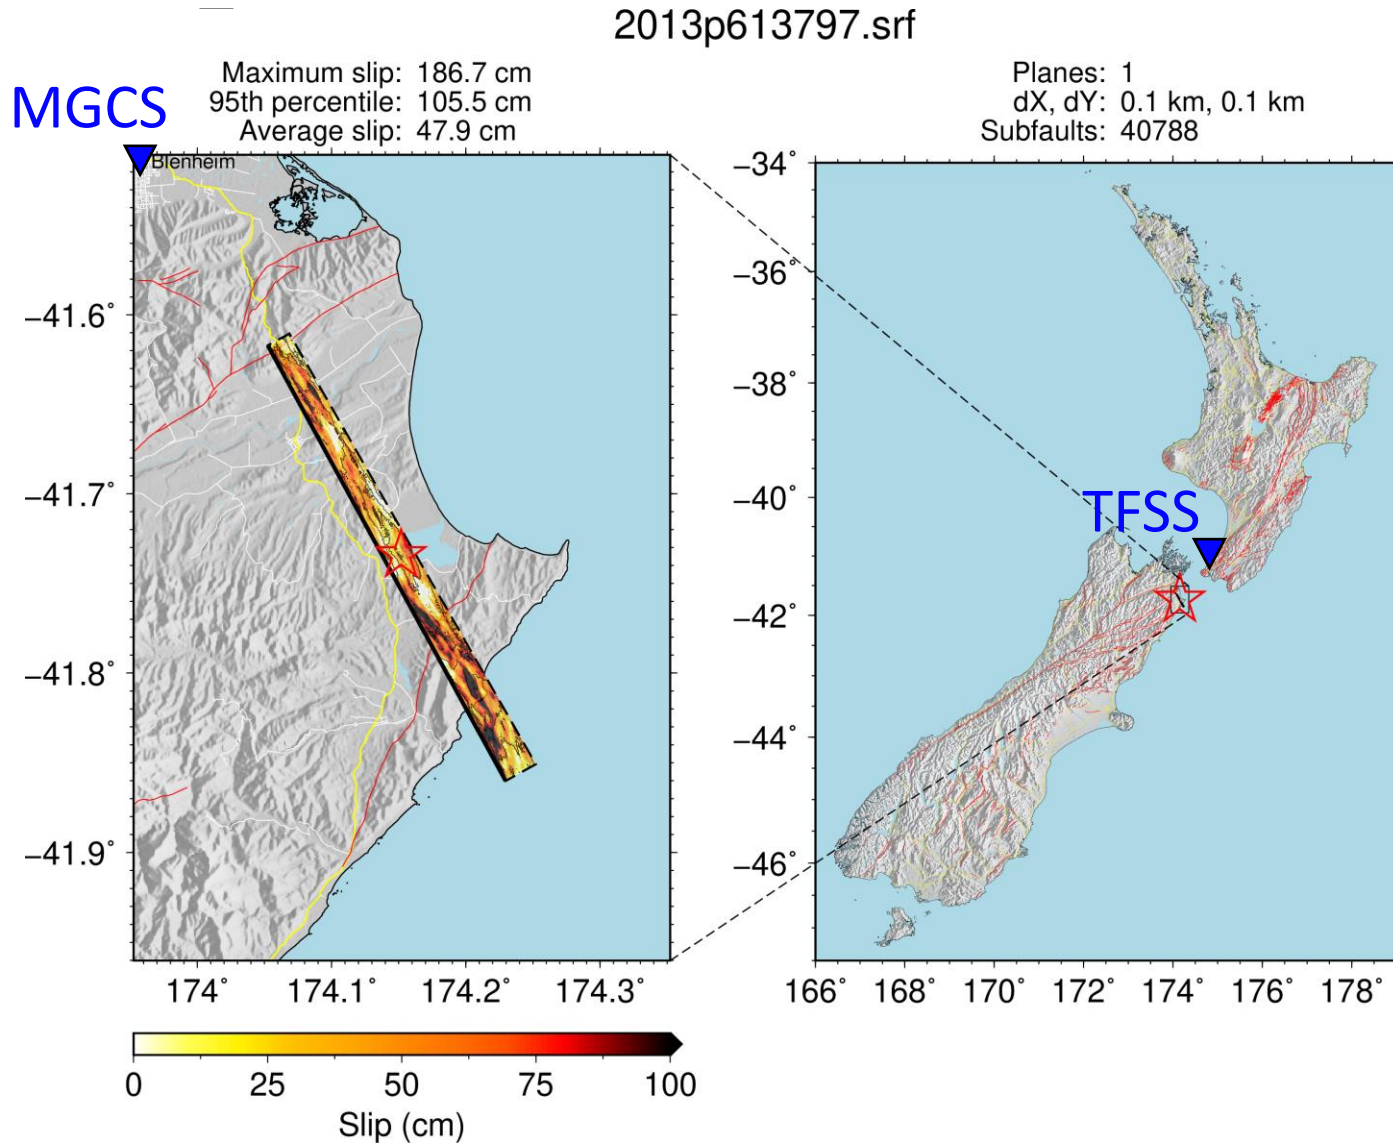 2013p613797.srf
Maximum slip: 186.7 cm
95th percentile: 105.5 cm
Average slip: 47.9 cm
Planes: 1
dX, dY: 0.1 km, 0.1 km
Subfaults: 40788
MGCS
Blenheim
−41.6°
−41.7°
−41.8°
−41.9°
174° 174.1° 174.2° 174.3°
−34°
−36°
−38°
−40°
−42°
−44°
−46°
TFSS
166° 168° 170° 172° 174° 176° 178°
0 25 50 75 100
Slip (cm)